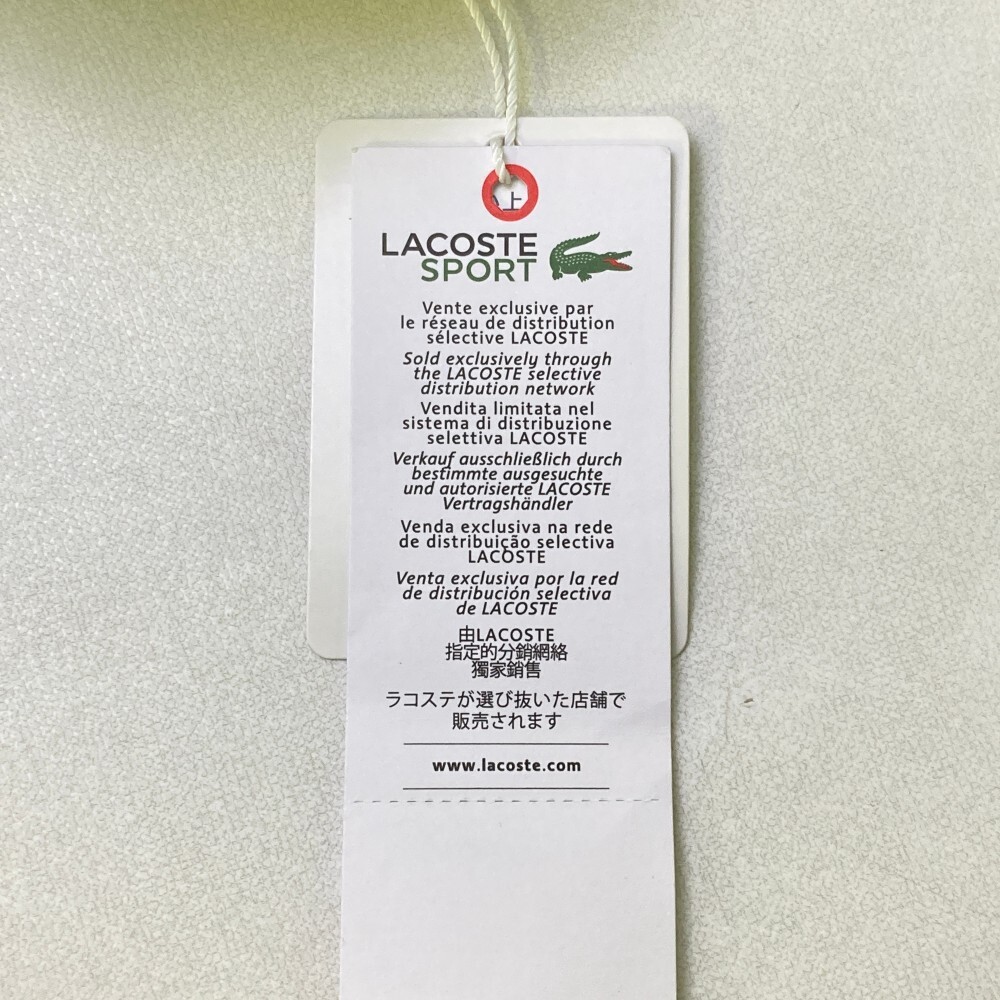 上
LACOSTE
SPORT
Vente exclusive par
le réseau de distribution
sélective LACOSTE
Sold exclusively through
the LACOSTE selective
distribution network
Vendita limitata nel
sistema di distribuzione
selettiva LACOSTE
Verkauf ausschließlich durch
bestimmte ausgesuchte
und autorisierte LACOSTE
Vertragshändler
Venda exclusiva na rede
de distribuição selectiva
LACOSTE
Venta exclusiva por la red
de distribución selectiva
de LACOSTE
由LACOSTE
指定的分銷網絡
獨家銷售
ラコステが選び抜いた店舗で
販売されます
www.lacoste.com